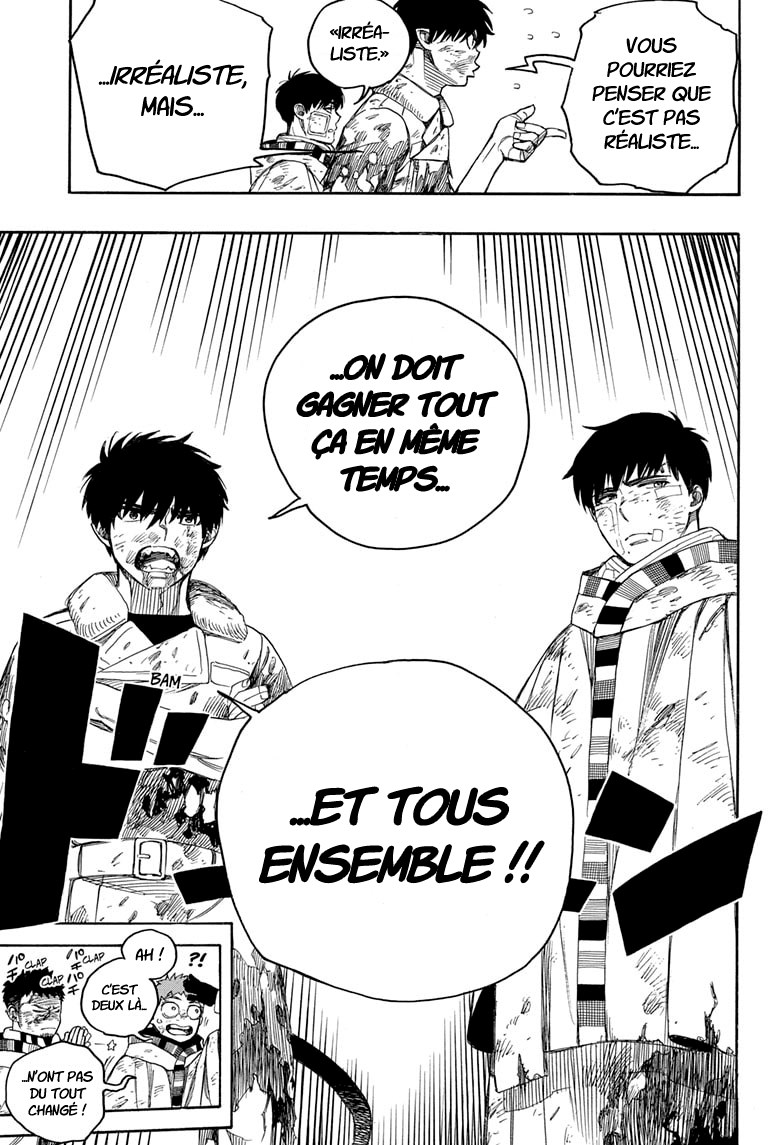 VOUS
POURRIEZ
PENSER QUE
C'EST PAS
RÉALISTE...
«IRRÉA-
LISTE.»
...IRRÉALISTE,
MAIS...
...ON DOIT
GAGNER TOUT
ÇA EN MÊME
TEMPS...
BAM
...ET TOUS
ENSEMBLE !!
?!
AH !
C'EST
DEUX LÀ...
CLAP
CLAP
...N'ONT PAS
DU TOUT
CHANGÉ !